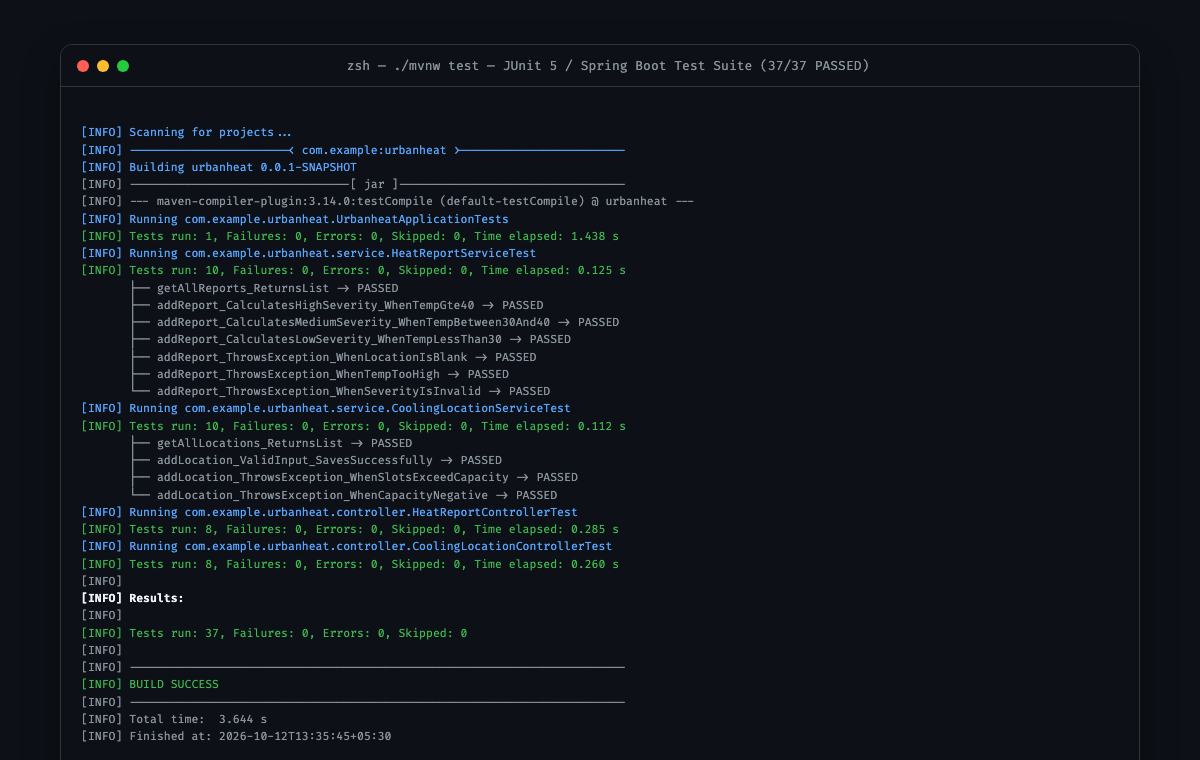 zsh — ./mvnw test — JUnit 5 / Spring Boot Test Suite (37/37 PASSED)
[INFO] Scanning for projects...
[INFO] -----------------------< com.example:urbanheat >------------------------
[INFO] Building urbanheat 0.0.1-SNAPSHOT
[INFO] --------------------------------[ jar ]---------------------------------
[INFO] --- maven-compiler-plugin:3.14.0:testCompile (default-testCompile) @ urbanheat ---
[INFO] Running com.example.urbanheat.UrbanheatApplicationTests
[INFO] Tests run: 1, Failures: 0, Errors: 0, Skipped: 0, Time elapsed: 1.438 s
[INFO] Running com.example.urbanheat.service.HeatReportServiceTest
[INFO] Tests run: 10, Failures: 0, Errors: 0, Skipped: 0, Time elapsed: 0.125 s
├── getAllReports_ReturnsList -> PASSED
├── addReport_CalculatesHighSeverity_WhenTempGte40 -> PASSED
├── addReport_CalculatesMediumSeverity_WhenTempBetween30And40 -> PASSED
├── addReport_CalculatesLowSeverity_WhenTempLessThan30 -> PASSED
├── addReport_ThrowsException_WhenLocationIsBlank -> PASSED
├── addReport_ThrowsException_WhenTempTooHigh -> PASSED
└── addReport_ThrowsException_WhenSeverityIsInvalid -> PASSED
[INFO] Running com.example.urbanheat.service.CoolingLocationServiceTest
[INFO] Tests run: 10, Failures: 0, Errors: 0, Skipped: 0, Time elapsed: 0.112 s
├── getAllLocations_ReturnsList -> PASSED
├── addLocation_ValidInput_SavesSuccessfully -> PASSED
├── addLocation_ThrowsException_WhenSlotsExceedCapacity -> PASSED
└── addLocation_ThrowsException_WhenCapacityNegative -> PASSED
[INFO] Running com.example.urbanheat.controller.HeatReportControllerTest
[INFO] Tests run: 8, Failures: 0, Errors: 0, Skipped: 0, Time elapsed: 0.285 s
[INFO] Running com.example.urbanheat.controller.CoolingLocationControllerTest
[INFO] Tests run: 8, Failures: 0, Errors: 0, Skipped: 0, Time elapsed: 0.260 s
[INFO]
[INFO] Results:
[INFO]
[INFO] Tests run: 37, Failures: 0, Errors: 0, Skipped: 0
[INFO]
[INFO] ------------------------------------------------------------------------
[INFO] BUILD SUCCESS
[INFO] ------------------------------------------------------------------------
[INFO] Total time:  3.644 s
[INFO] Finished at: 2026-10-12T13:35:45+05:30